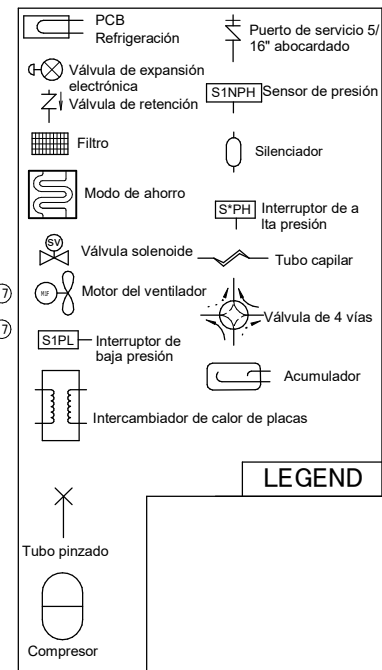 PCB
Refrigeración
Puerto de servicio 5/
16" abocardado
Válvula de expansión
electrónica
Válvula de retención
S1NPH
Sensor de presión
Filtro
Silenciador
Modo de ahorro
S*PH
Interruptor de a
lta presión
SV
Válvula solenoide
Tubo capilar
7
M1F
Motor del ventilador
7
Válvula de 4 vías
S1PL
Interruptor de
baja presión
Acumulador
Intercambiador de calor de placas
LEGEND
Tubo pinzado
Compresor